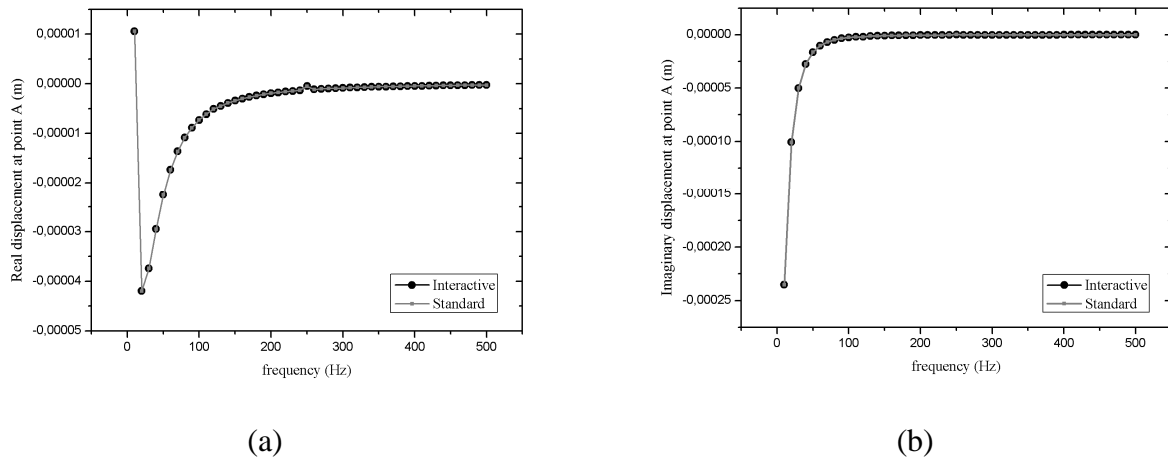 0,00001
0,00000
-0,00001
-0,00002
-0,00003
-0,00004
-0,00005
Real displacement at point A (m)
0 100 200 300 400 500
frequency (Hz)
Interactive
Standard
(a)
0,00000
-0,00005
-0,00010
-0,00015
-0,00020
-0,00025
Imaginary displacement at point A (m)
0 100 200 300 400 500
frequency (Hz)
Interactive
Standard
(b)